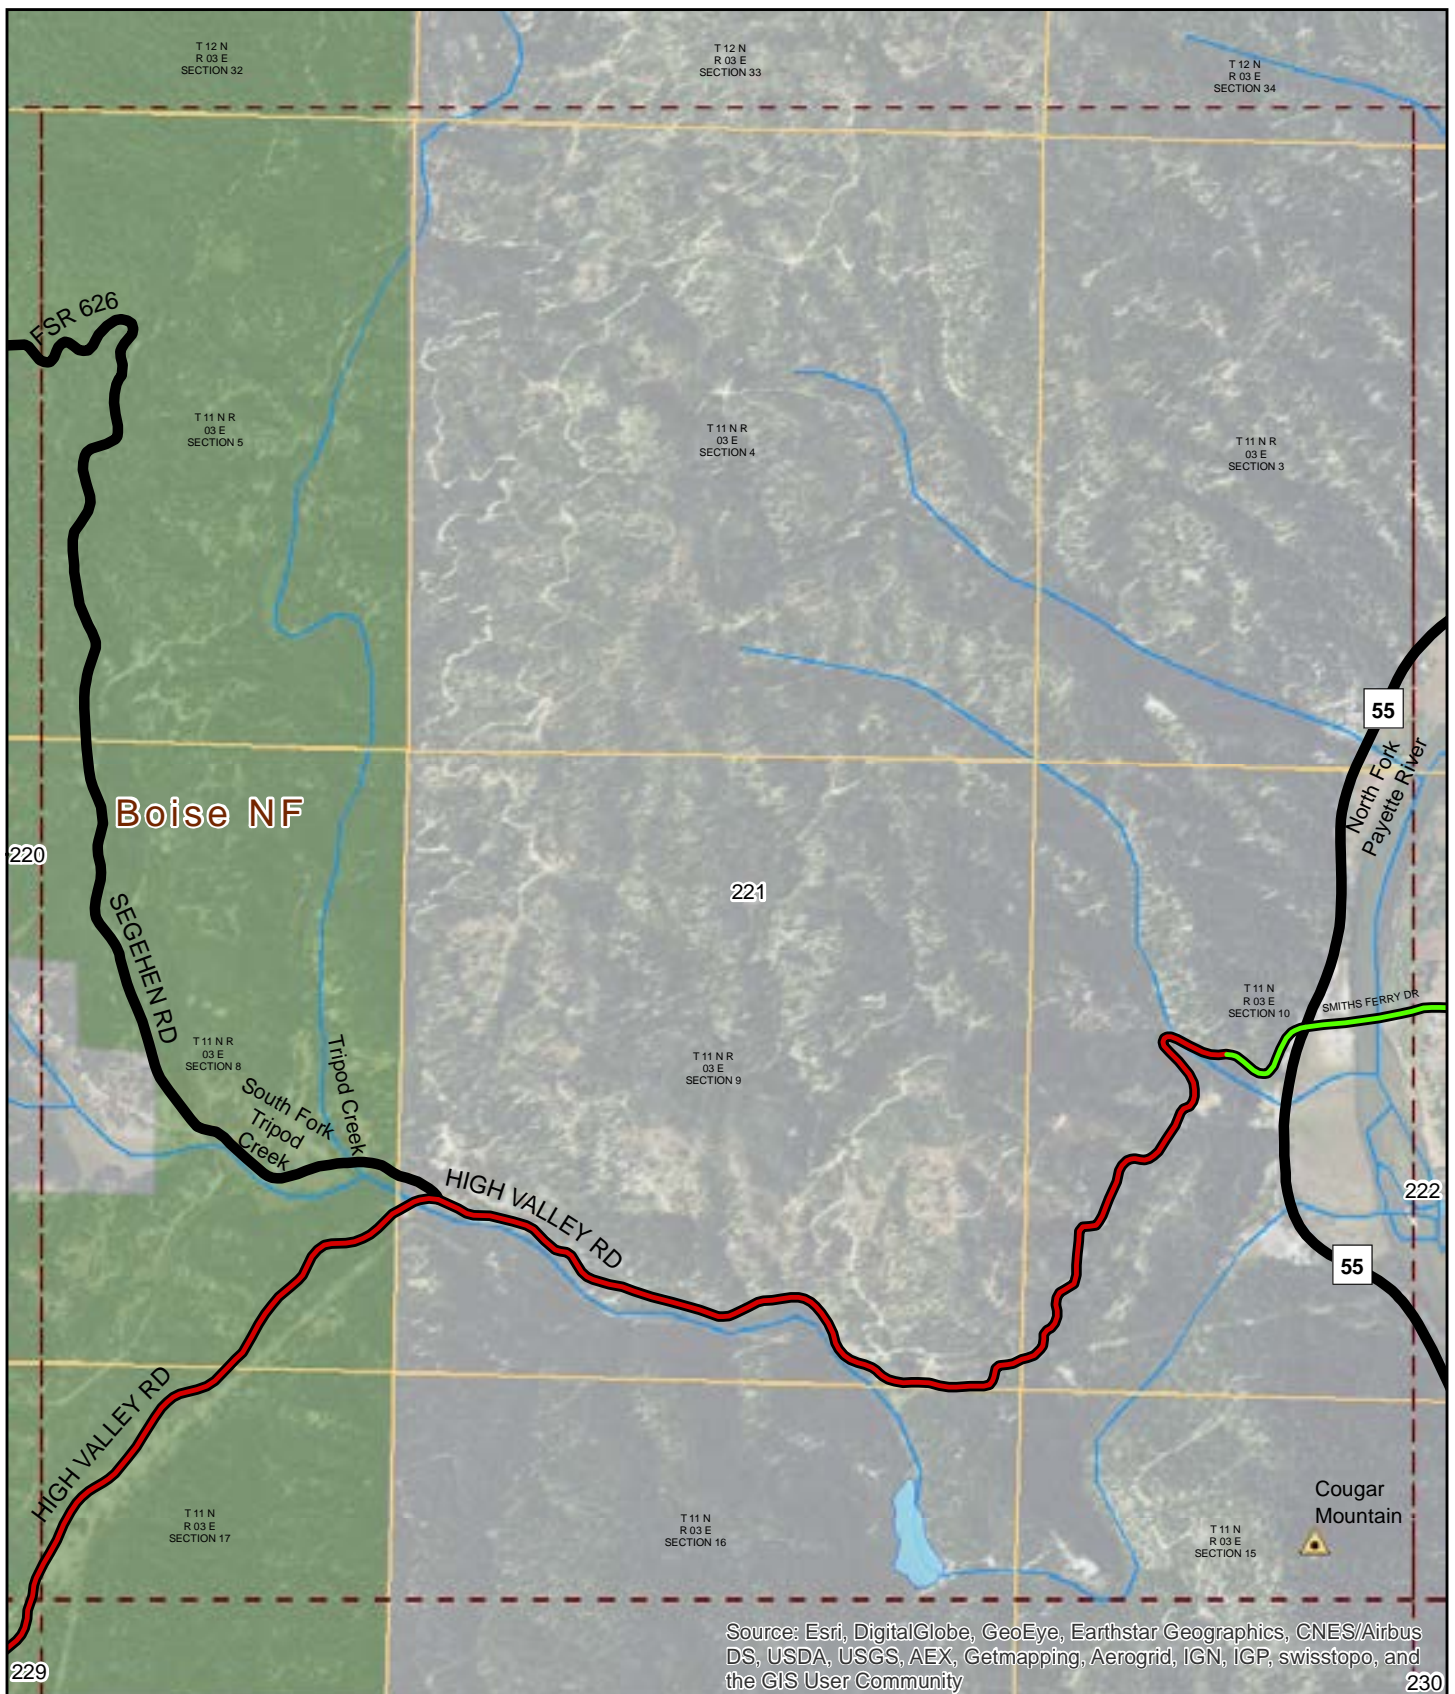 T 12 N
R 03 E
SECTION 32
T 12 N
R 03 E
SECTION 33
T 12 N
R 03 E
SECTION 34
FSR 626
T 11 N R
03 E
SECTION 5
T 11 N R
03 E
SECTION 4
T 11 N R
03 E
SECTION 3
55
North Fork
Payette River
Boise NF
220
221
SEGEHEN RD
T 11 N
R 03 E
SECTION 10
SMITHS FERRY DR
T 11 N R
03 E
SECTION 8
Tripod Creek
South Fork
Tripod
Creek
T 11 N R
03 E
SECTION 9
HIGH VALLEY RD
222
55
HIGH VALLEY RD
T 11 N
R 03 E
SECTION 17
T 11 N
R 03 E
SECTION 16
T 11 N
R 03 E
SECTION 15
Cougar
Mountain
Source: Esri, DigitalGlobe, GeoEye, Earthstar Geographics, CNES/Airbus
DS, USDA, USGS, AEX, Getmapping, Aerogrid, IGN, IGP, swisstopo, and
the GIS User Community
229
230